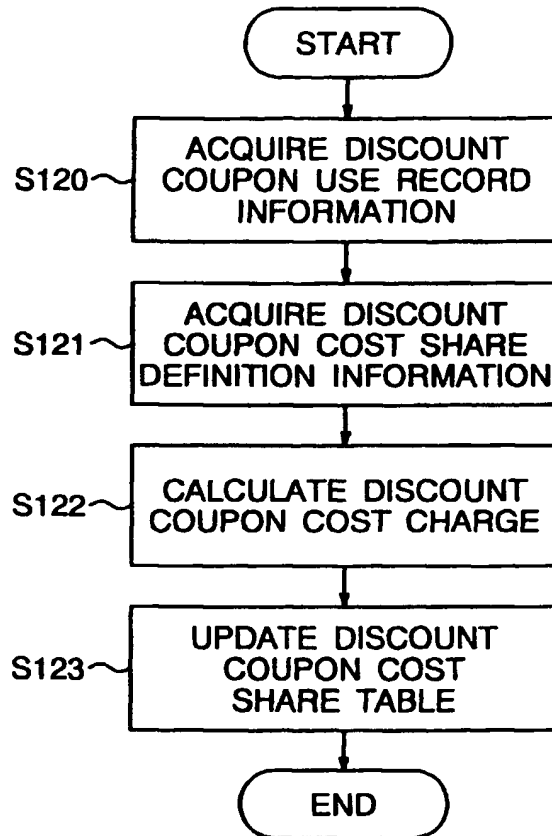 START
S120
ACQUIRE DISCOUNT
COUPON USE RECORD
INFORMATION
S121
ACQUIRE DISCOUNT
COUPON COST SHARE
DEFINITION INFORMATION
S122
CALCULATE DISCOUNT
COUPON COST CHARGE
S123
UPDATE DISCOUNT
COUPON COST
SHARE TABLE
END